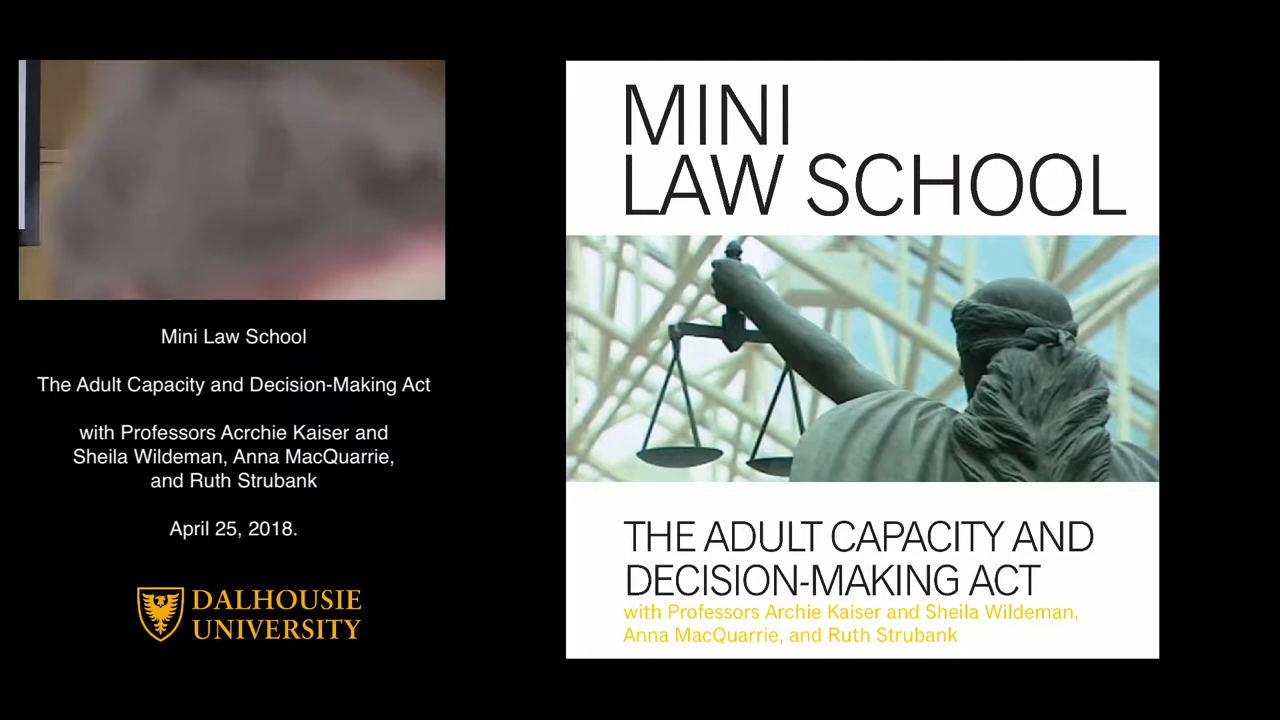 Mini Law School
The Adult Capacity and Decision-Making Act
with Professors Acrchie Kaiser and
Sheila Wildeman, Anna MacQuarrie,
and Ruth Strubank
April 25, 2018.
DALHOUSIE
UNIVERSITY
MINI
LAW SCHOOL
THE ADULT CAPACITY AND
DECISION-MAKING ACT
with Professors Archie Kaiser and Sheila Wildeman,
Anna MacQuarrie, and Ruth Strubank